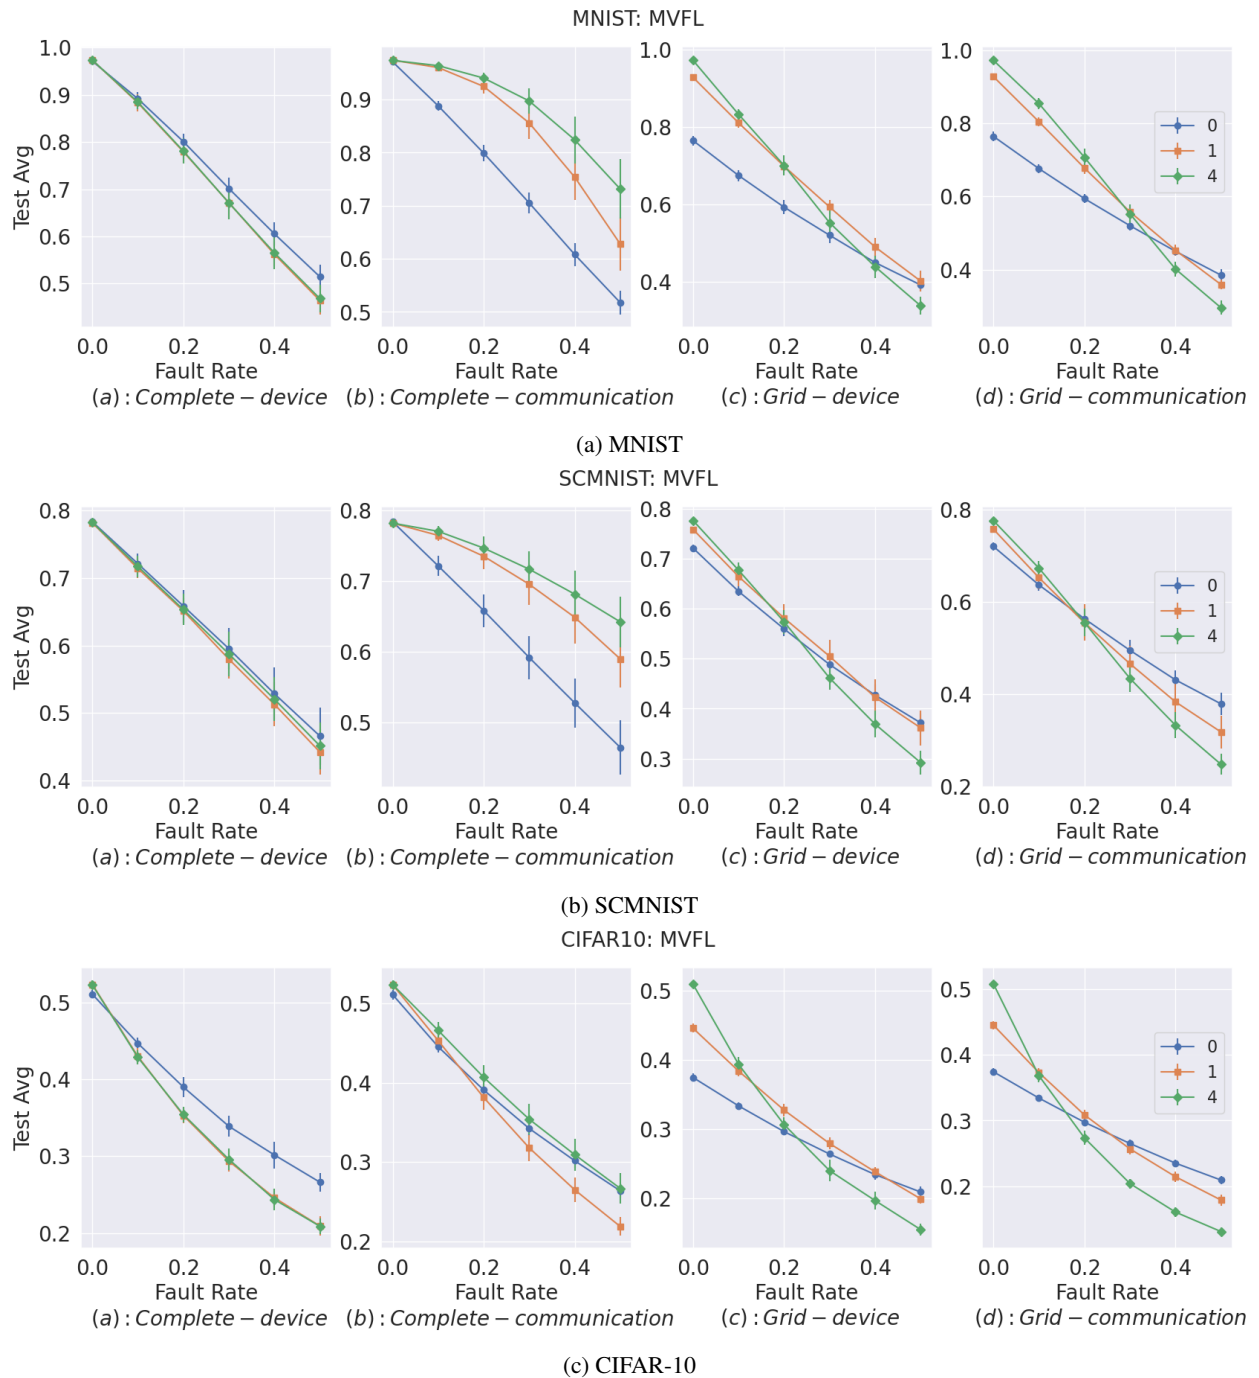 MNIST: MVFL
1.0 0.9 0.8 0.7 0.6 0.5
0.9 0.8 0.7 0.6 0.5
1.0 0.8 0.6 0.4
1.0 0.8 0.6 0.4
Test Avg
0
1
4
0.0 0.2 0.4 0.0 0.2 0.4 0.0 0.2 0.4 0.0 0.2 0.4
Fault Rate Fault Rate Fault Rate Fault Rate
(a) : Complete − device (b) : Complete − communication (c) : Grid − device (d) : Grid − communication
(a) MNIST
SCMNIST: MVFL
0.8 0.7 0.6 0.5 0.4
0.8 0.7 0.6 0.5
0.8 0.7 0.6 0.5 0.4 0.3
0.8 0.6 0.4 0.2
Test Avg
0
1
4
0.0 0.2 0.4 0.0 0.2 0.4 0.0 0.2 0.4 0.0 0.2 0.4
Fault Rate Fault Rate Fault Rate Fault Rate
(a) : Complete − device (b) : Complete − communication (c) : Grid − device (d) : Grid − communication
(b) SCMNIST
CIFAR10: MVFL
0.5 0.4 0.3 0.2
0.5 0.4 0.3 0.2
0.5 0.4 0.3 0.2
0.5 0.4 0.3 0.2
Test Avg
0
1
4
0.0 0.2 0.4 0.0 0.2 0.4 0.0 0.2 0.4 0.0 0.2 0.4
Fault Rate Fault Rate Fault Rate Fault Rate
(a) : Complete − device (b) : Complete − communication (c) : Grid − device (d) : Grid − communication
(c) CIFAR-10